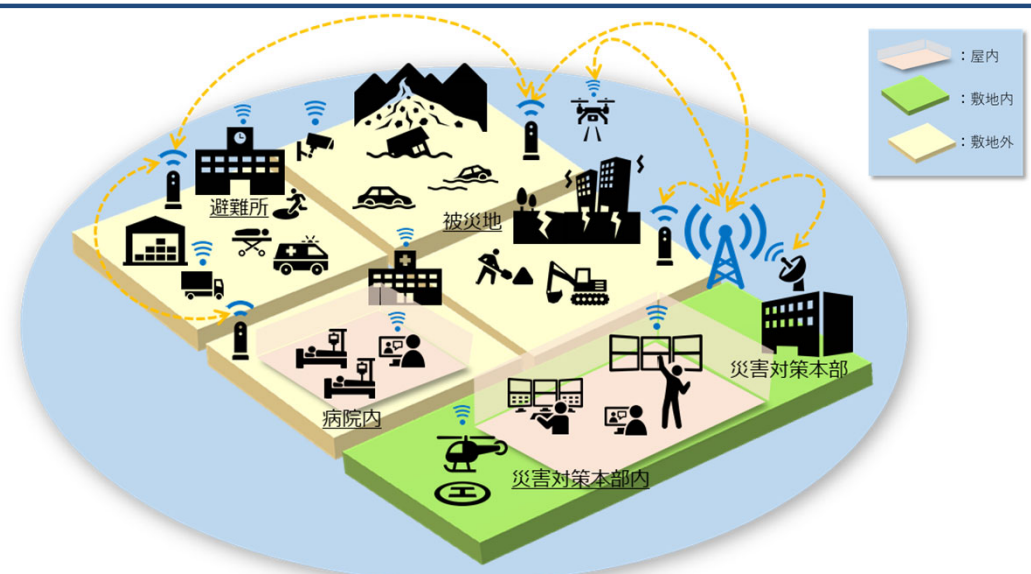 ：屋内
：敷地内
：敷地外
避難所
被災地
災害対策本部
病院内
災害対策本部内